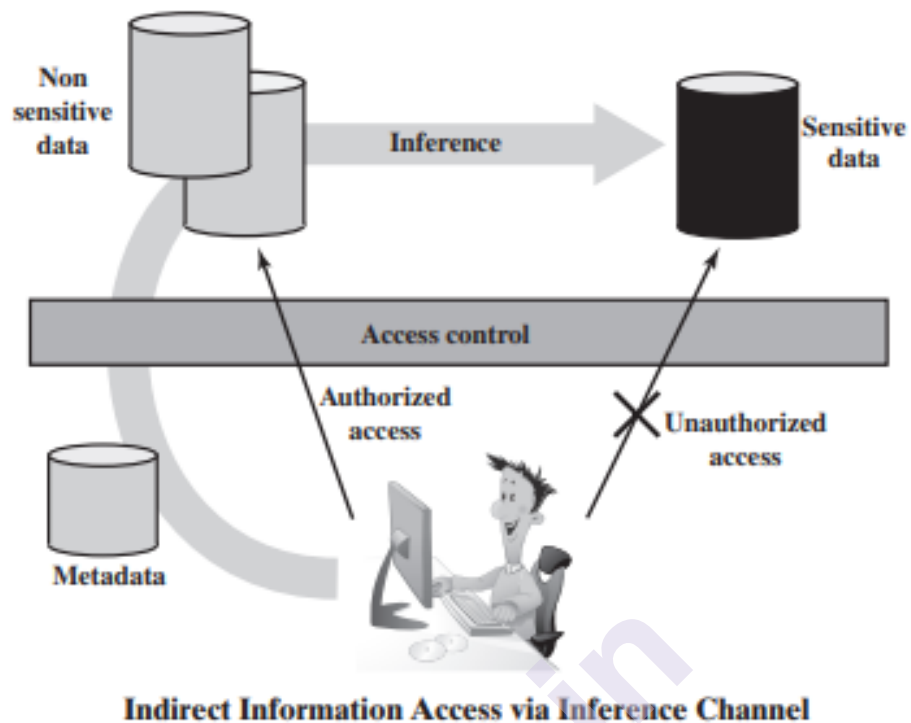 Non
sensitive
data
Inference
Sensitive
data
Access control
Authorized
access
Unauthorized
access
Metadata
in
Indirect Information Access via Inference Channel